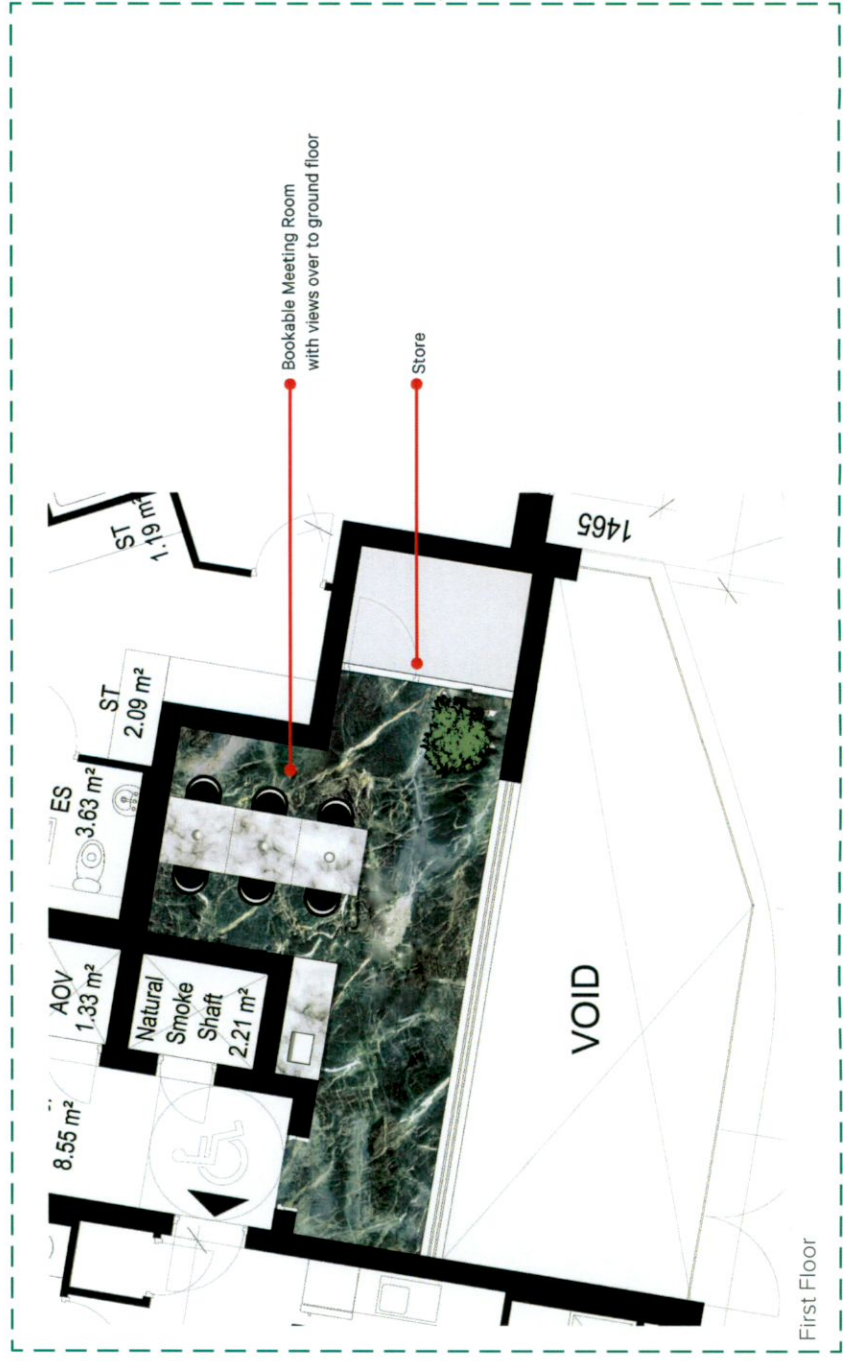 Bookable Meeting Room
with views over to ground floor
Store
ST
1.19 m²
ST
2.09 m²
ES
3.63 m²
AOV
1.33 m²
Natural
Smoke
Shaft
2.21 m²
8.55 m²
1465
VOID
First Floor